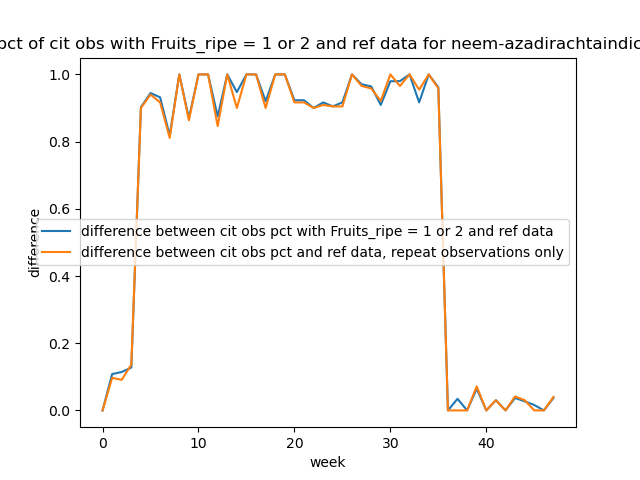 pct of cit obs with Fruits_ripe = 1 or 2 and ref data for neem-azadirachtaindic
1.0
0.8
0.6
0.4
0.2
0.0
difference
difference between cit obs pct with Fruits_ripe = 1 or 2 and ref data
difference between cit obs pct and ref data, repeat observations only
0 10 20 30 40
week